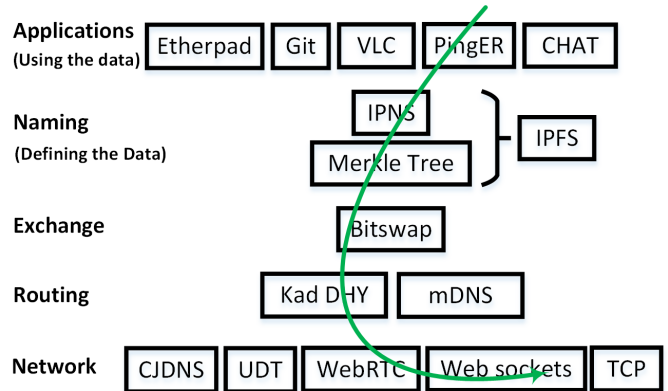 Applications
(Using the data)
Etherpad Git VLC PingER CHAT
Naming
(Defining the Data)
IPNS
Merkle Tree
IPFS
Exchange
Bitswap
Routing
Kad DHY mDNS
Network
CJDNS UDT WebRTC Web sockets TCP